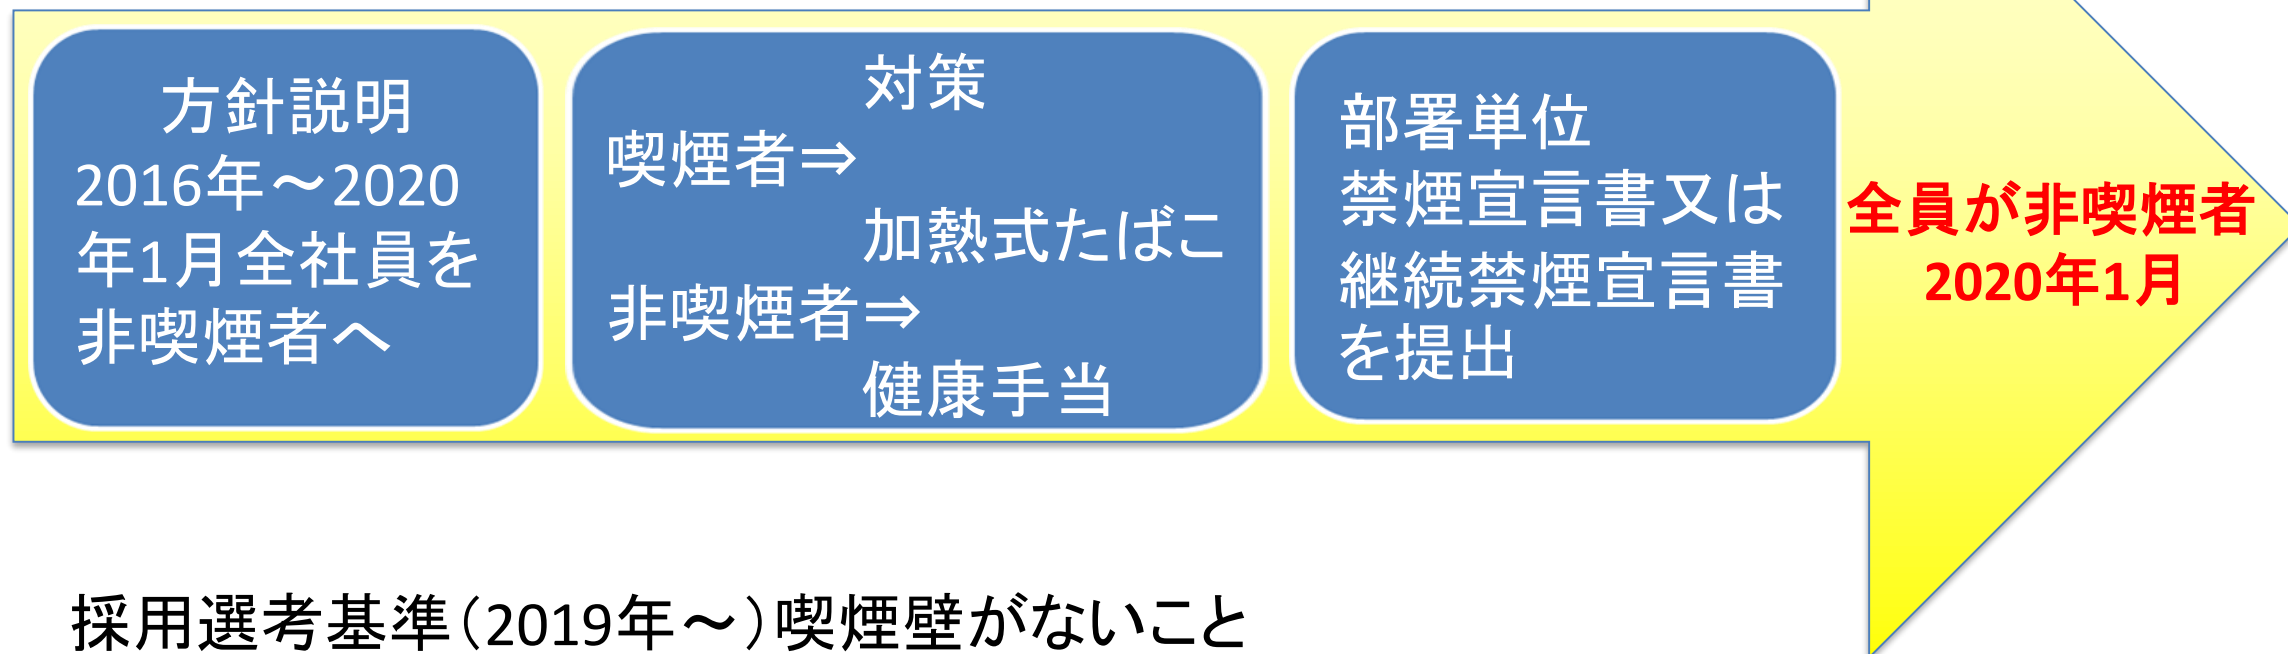 方針説明
2016年～2020
年1月全社員を
非喫煙者へ
対策
喫煙者⇒
加熱式たばこ
非喫煙者⇒
健康手当
部署単位
禁煙宣言書又は
継続禁煙宣言書
を提出
全員が非喫煙者
2020年1月
採用選考基準（2019年～）喫煙壁がないこと